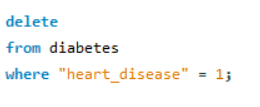 delete
from diabetes
where "heart_disease" = 1;